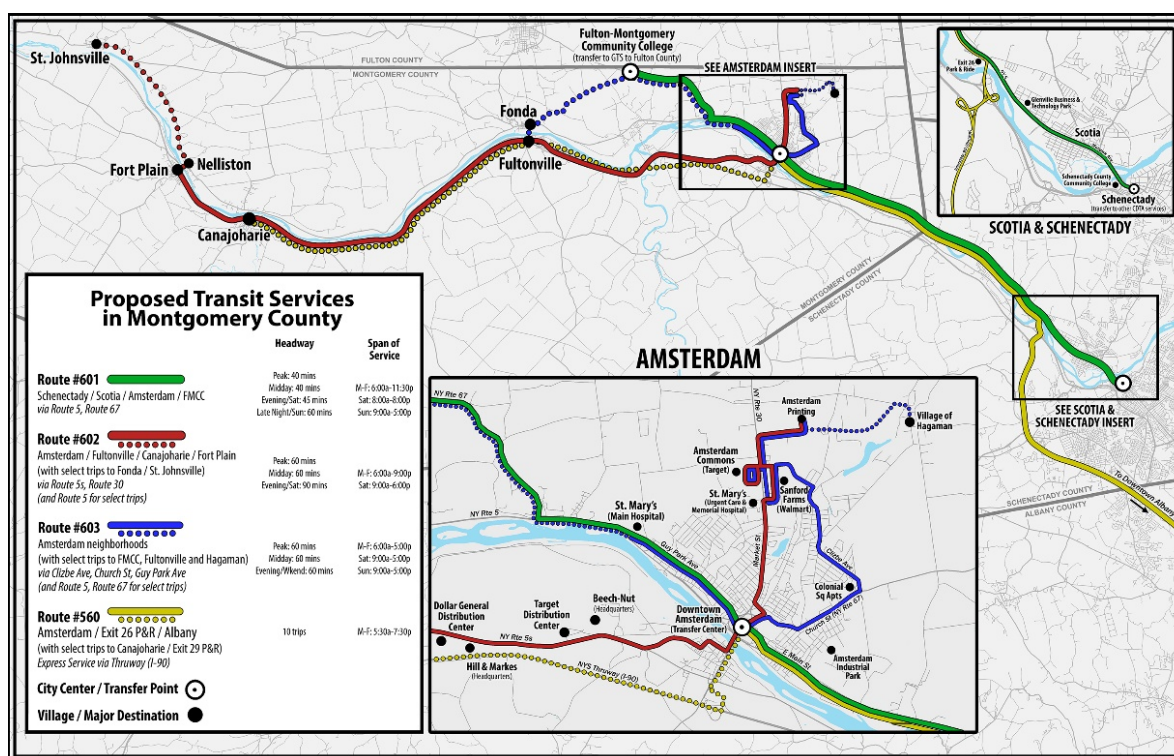 St. Johnsville
FULTON COUNTY
MONTGOMERY COUNTY
Fulton-Montgomery
Community College
(transfer to GTS to Fulton County)
SEE AMSTERDAM INSERT
Fonda
Fultonville
Nelliston
Fort Plain
Canajoharie
Exit 26
Park & Ride
Glenville Business &
Technology Park
Scotia
Schenectady County
Community College
Schenectady
(transfer to other CDTA services)
SCOTIA & SCHENECTADY
MONTGOMERY COUNTY
SCHENECTADY COUNTY
SEE SCOTIA &
SCHENECTADY INSERT
To Downtown Albany
SCHENECTADY COUNTY
ALBANY COUNTY
Proposed Transit Services
in Montgomery County
Headway
Span of
Service
Route #601
Schenectady / Scotia / Amsterdam / FMCC
via Route 5, Route 67
Peak: 40 mins
Midday: 40 mins
Evening/Sat: 45 mins
Late Night/Sun: 60 mins
M-F: 6:00a-11:30p
Sat: 8:00a-8:00p
Sun: 9:00a-5:00p
Route #602
Amsterdam / Fultonville / Canajoharie / Fort Plain
(with select trips to Fonda / St. Johnsville)
via Route 5s, Route 30
(and Route 5 for select trips)
Peak: 60 mins
Midday: 60 mins
Evening/Sat: 90 mins
M-F: 6:00a-9:00p
Sat: 9:00a-6:00p
Route #603
Amsterdam neighborhoods
(with select trips to FMCC, Fultonville and Hagaman)
via Clizbe Ave, Church St, Guy Park Ave
(and Route 5, Route 67 for select trips)
Peak: 60 mins
Midday: 60 mins
Evening/Wkend: 60 mins
M-F: 6:00a-5:00p
Sat: 9:00a-5:00p
Sun: 9:00a-5:00p
Route #560
Amsterdam / Exit 26 P&R / Albany
(with select trips to Canajoharie / Exit 29 P&R)
Express Service via Thruway (I-90)
10 trips
M-F: 5:30a-7:30p
City Center / Transfer Point
Village / Major Destination
AMSTERDAM
NY Rte 67
NY Rte 30
Amsterdam
Printing
Village of
Hagaman
Amsterdam
Commons
(Target)
Sanford
Farms
(Walmart)
St. Mary's
(Urgent Care &
Memorial Hospital)
St. Mary's
(Main Hospital)
NY Rte 5
Guy Park Ave
Market St
Clizbe Ave
Colonial
Sq Apts
Church St (NY Rte 67)
Beech-Nut
(Headquarters)
Target
Distribution
Center
Dollar General
Distribution
Center
Downtown
Amsterdam
(Transfer Center)
NY Rte 5s
Hill & Markes
(Headquarters)
NYS Thruway (I-90)
E Main St
Amsterdam
Industrial
Park